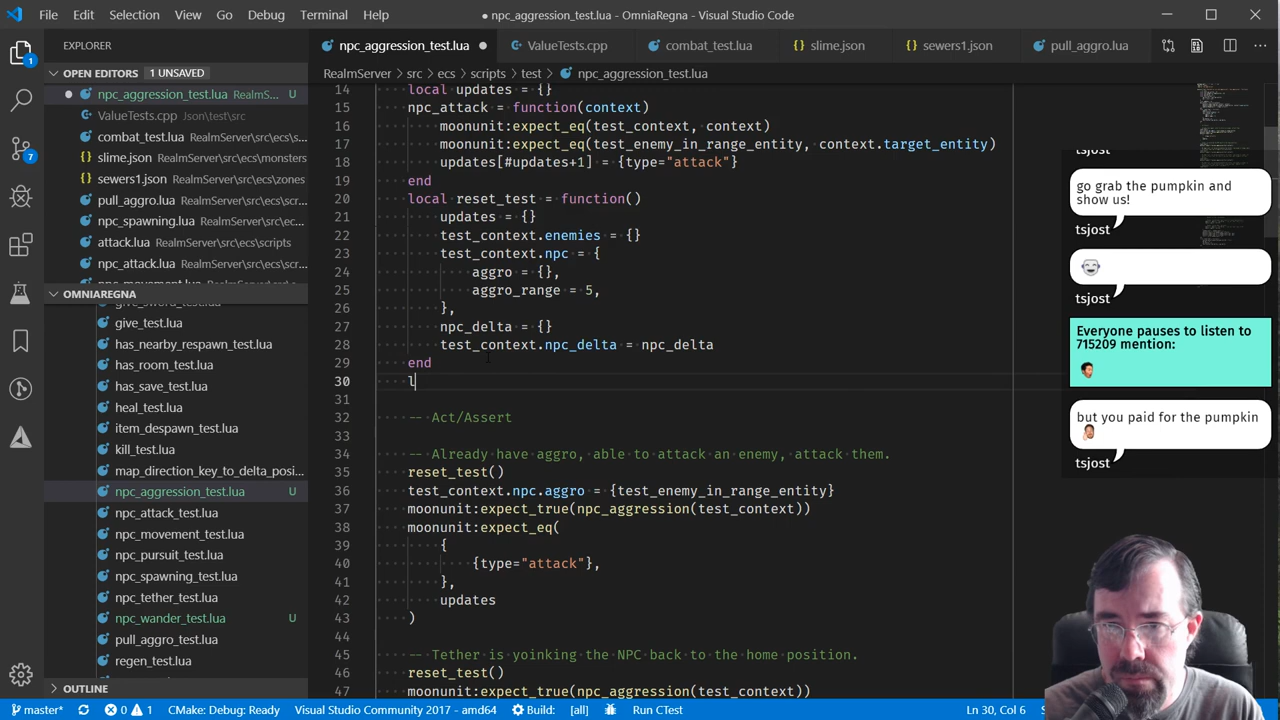 File Edit Selection View Go Debug Terminal Help
● npc_aggression_test.lua - OmniaRegna - Visual Studio Code
EXPLORER
npc_aggression_test.lua
ValueTests.cpp
combat_test.lua
slime.json
sewers1.json
pull_aggro.lua
OPEN EDITORS 1 UNSAVED
RealmServer > src > ecs > scripts > test > npc_aggression_test.lua
npc_aggression_test.lua RealmS... U
ValueTests.cpp Json\test\src
combat_test.lua RealmServer\src\ecs\sc...
slime.json RealmServer\src\ecs\monsters
sewers1.json RealmServer\src\ecs\zones
pull_aggro.lua RealmServer\src\ecs\scr...
npc_spawning.lua RealmServer\src\ecs\...
attack.lua RealmServer\src\ecs\scripts
npc_attack.lua RealmServer\src\ecs\scr...
OMNIAREGNA
give_test.lua
has_nearby_respawn_test.lua
has_room_test.lua
has_save_test.lua
heal_test.lua
item_despawn_test.lua
kill_test.lua
map_direction_key_to_delta_posi...
npc_aggression_test.lua U
npc_attack_test.lua
npc_movement_test.lua
npc_pursuit_test.lua
npc_spawning_test.lua
npc_tether_test.lua
npc_wander_test.lua U
pull_aggro_test.lua
regen_test.lua
OUTLINE
14 local updates = {}
15 npc_attack = function(context)
16 moonunit:expect_eq(test_context, context)
17 moonunit:expect_eq(test_enemy_in_range_entity, context.target_entity)
18 updates[#updates+1] = {type="attack"}
19 end
20 local reset_test = function()
21 updates = {}
22 test_context.enemies = {}
23 test_context.npc = {
24 aggro = {},
25 aggro_range = 5,
26 },
27 npc_delta = {}
28 test_context.npc_delta = npc_delta
29 end
30 l
31
32 -- Act/Assert
33
34 -- Already have aggro, able to attack an enemy, attack them.
35 reset_test()
36 test_context.npc.aggro = {test_enemy_in_range_entity}
37 moonunit:expect_true(npc_aggression(test_context))
38 moonunit:expect_eq(
39 {
40 {type="attack"},
41 },
42 updates
43 )
44
45 -- Tether is yoinking the NPC back to the home position.
46 reset_test()
47 moonunit:expect_true(npc_aggression(test_context))
tsjost
go grab the pumpkin and
show us!
tsjost
tsjost
Everyone pauses to listen to
715209 mention:
but you paid for the pumpkin
tsjost
1
7
master* 0 1 CMake: Debug: Ready Visual Studio Community 2017 - amd64 Build: [all] Run CTest Ln 30, Col 6